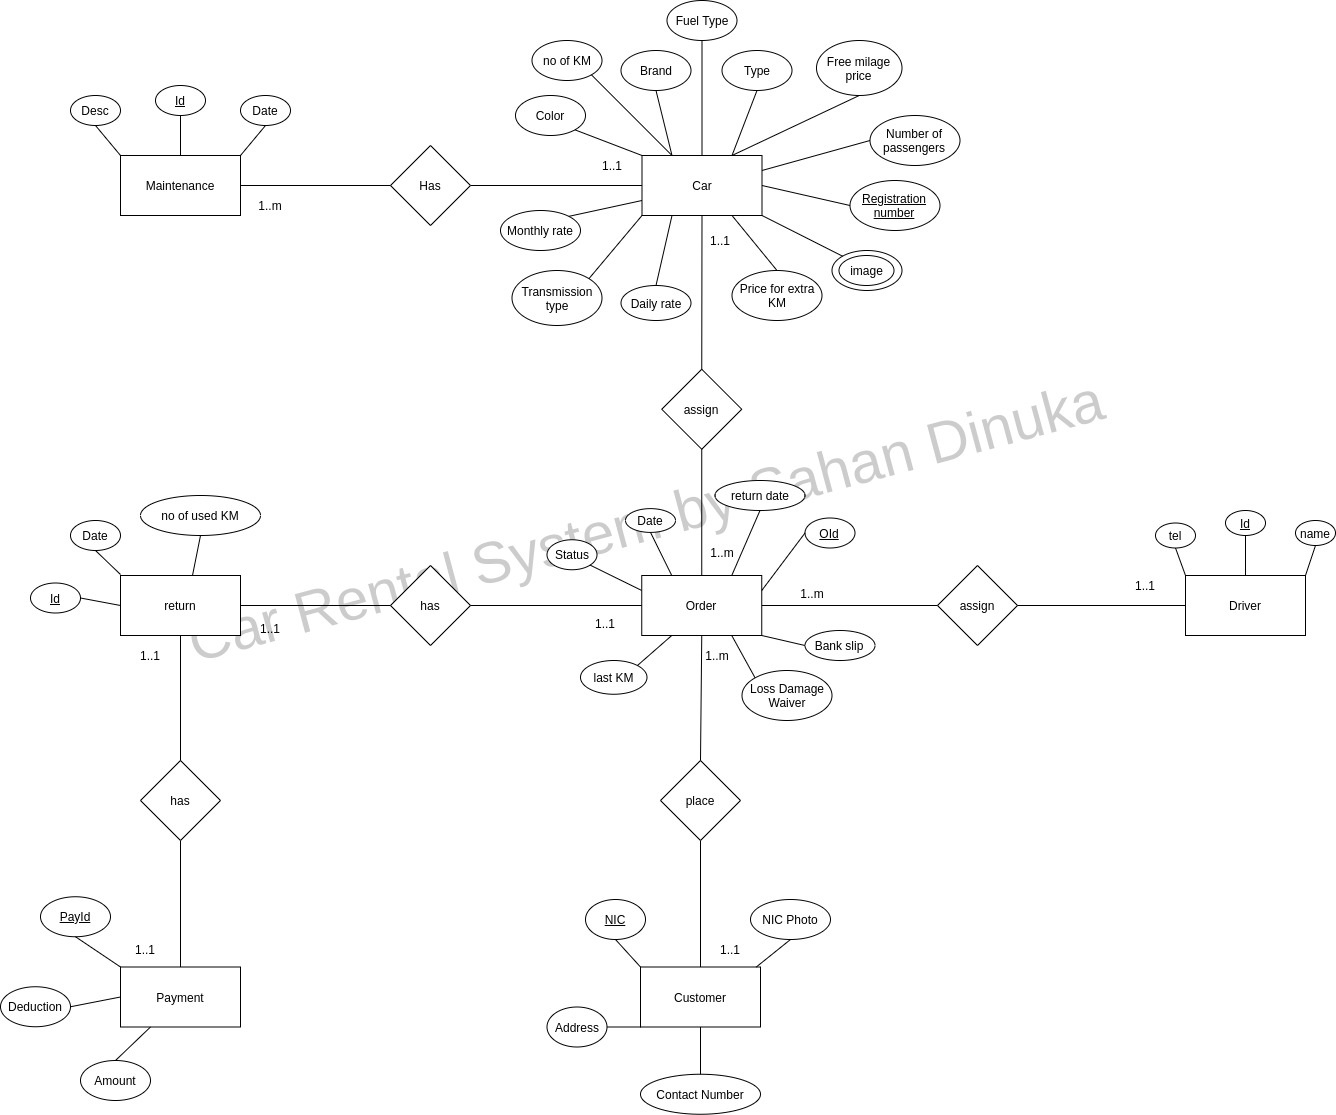 Fuel Type
no of KM
Brand
Type
Free milage
price
Desc
Id
Date
Color
Number of
passengers
Maintenance
1..m
Has
1..1
Car
Registration
number
Monthly rate
1..1
image
Transmission
type
Daily rate
Price for extra
KM
assign
Car Rental System by Sahan Dinuka
no of used KM
Date
Id
return
1..1
1..1
has
Status
Date
return date
OId
1..m
1..1
Order
1..m
assign
1..1
tel
Id
name
Driver
last KM
1..m
Bank slip
Loss Damage
Waiver
has
place
PayId
1..1
Payment
Deduction
Amount
NIC
NIC Photo
1..1
Customer
Address
Contact Number